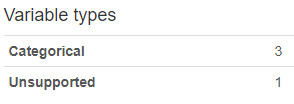 Variable types
Categorical 3
Unsupported 1